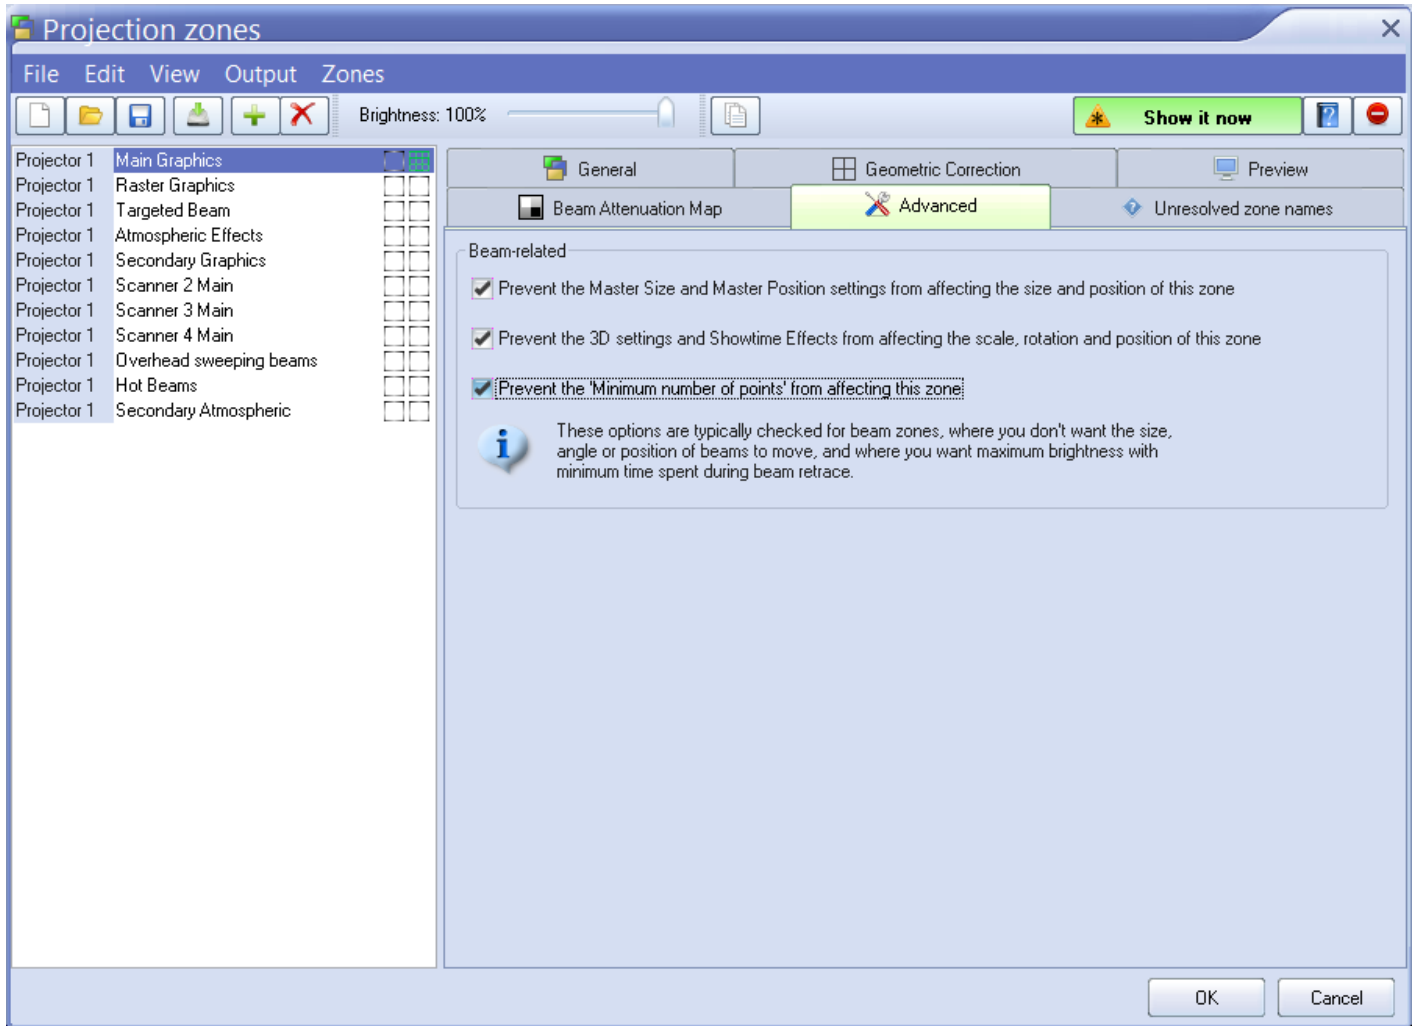 Projection zones
File Edit View Output Zones
Brightness: 100%
Show it now
Projector 1 Main Graphics
Projector 1 Raster Graphics
Projector 1 Targeted Beam
Projector 1 Atmospheric Effects
Projector 1 Secondary Graphics
Projector 1 Scanner 2 Main
Projector 1 Scanner 3 Main
Projector 1 Scanner 4 Main
Projector 1 Overhead sweeping beams
Projector 1 Hot Beams
Projector 1 Secondary Atmospheric
General
Geometric Correction
Preview
Beam Attenuation Map
Advanced
Unresolved zone names
Beam-related
Prevent the Master Size and Master Position settings from affecting the size and position of this zone
Prevent the 3D settings and Showtime Effects from affecting the scale, rotation and position of this zone
Prevent the 'Minimum number of points' from affecting this zone
These options are typically checked for beam zones, where you don't want the size,
angle or position of beams to move, and where you want maximum brightness with
minimum time spent during beam retrace.
OK
Cancel